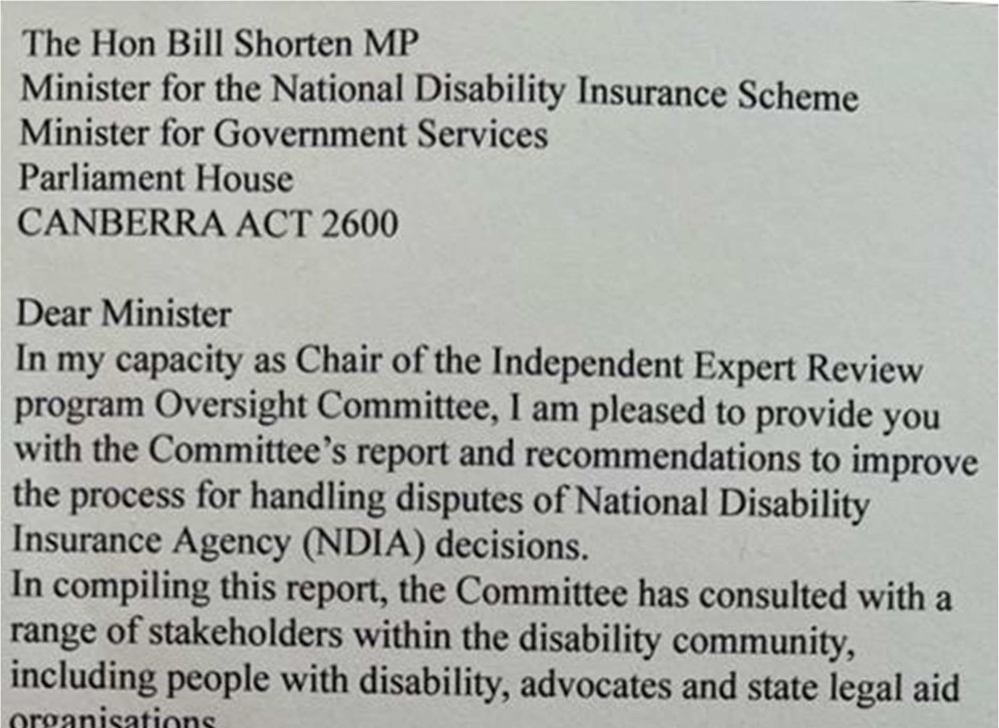 The Hon Bill Shorten MP
Minister for the National Disability Insurance Scheme
Minister for Government Services
Parliament House
CANBERRA ACT 2600
Dear Minister
In my capacity as Chair of the Independent Expert Review
program Oversight Committee, I am pleased to provide you
with the Committee’s report and recommendations to improve
the process for handling disputes of National Disability
Insurance Agency (NDIA) decisions.
In compiling this report, the Committee has consulted with a
range of stakeholders within the disability community,
including people with disability, advocates and state legal aid
organisations